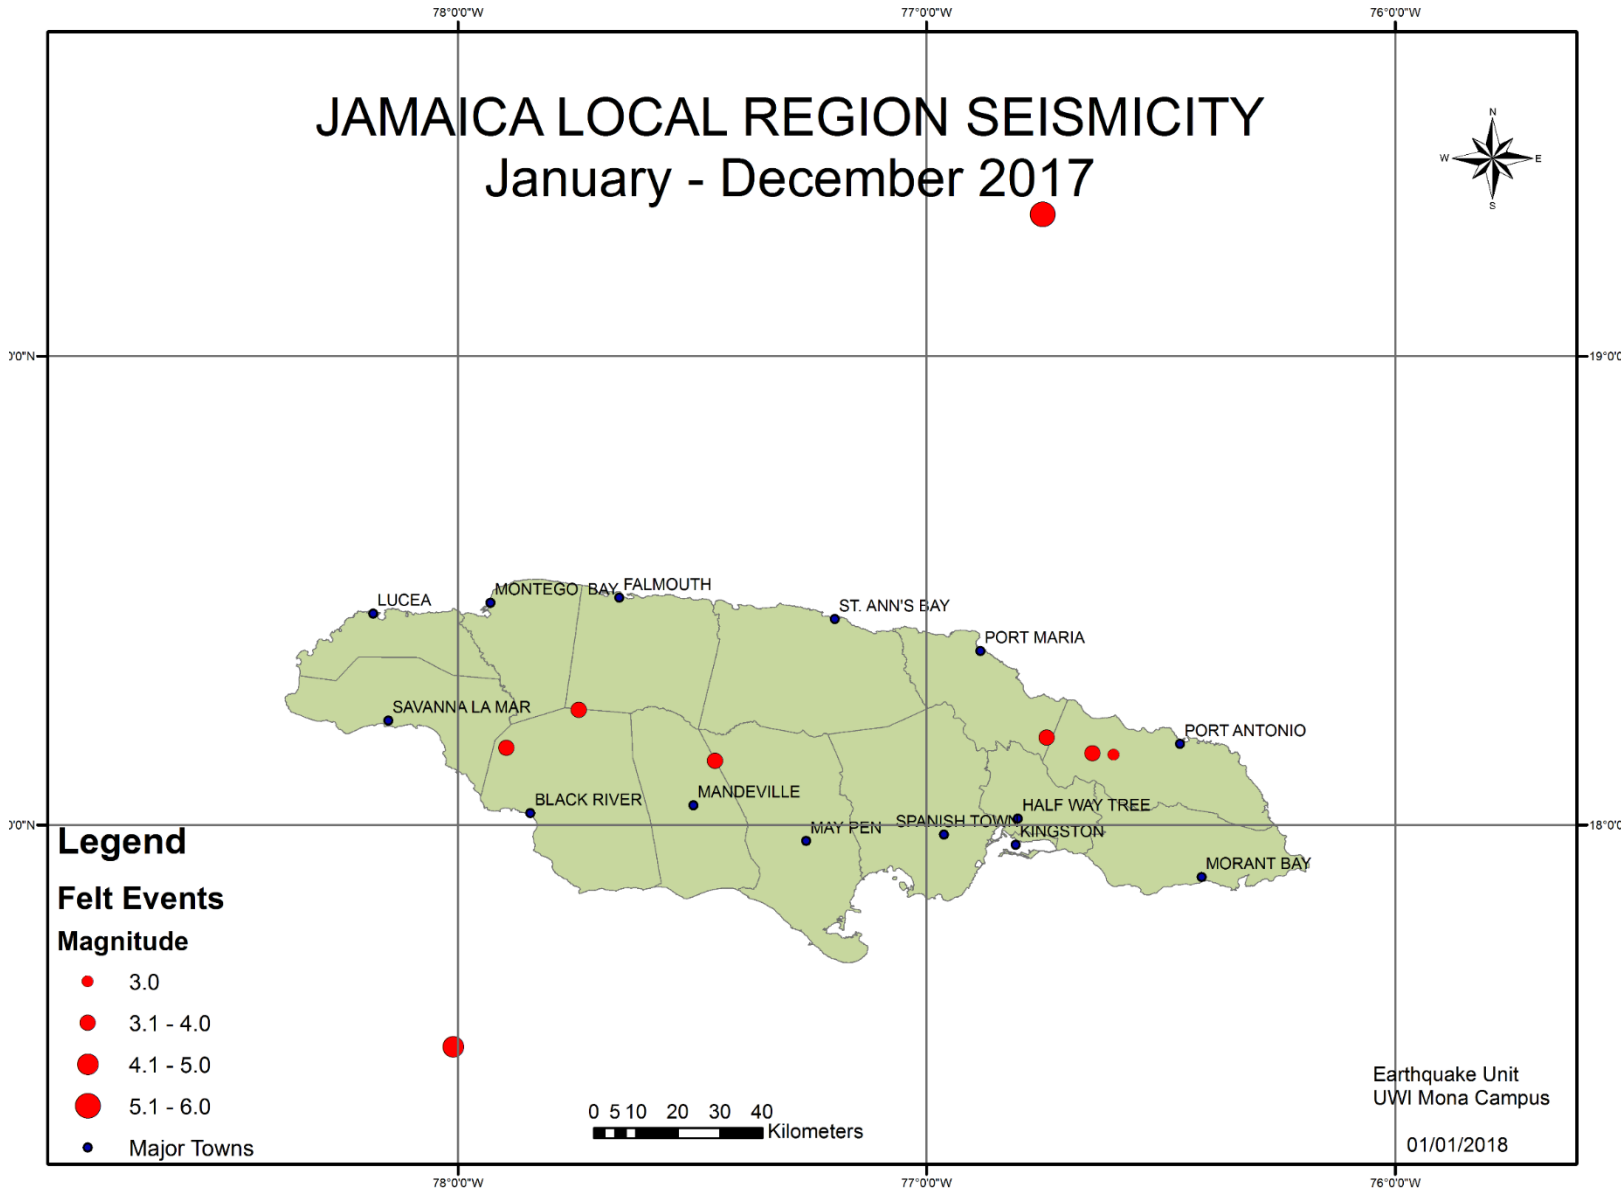 78°0'0"W 77°0'0"W 76°0'0"W
JAMAICA LOCAL REGION SEISMICITY
January - December 2017
N
W E
S
0'0"N 19°0'0
LUCEA
MONTEGO BAY
FALMOUTH
ST. ANN'S BAY
PORT MARIA
SAVANNA LA MAR
PORT ANTONIO
BLACK RIVER
MANDEVILLE
MAY PEN
SPANISH TOWN
HALF WAY TREE
KINGSTON
MORANT BAY
0'0"N 18°0'0
Legend
Felt Events
Magnitude
3.0
3.1 - 4.0
4.1 - 5.0
5.1 - 6.0
Major Towns
0 5 10 20 30 40
Kilometers
Earthquake Unit
UWI Mona Campus
01/01/2018
78°0'0"W 77°0'0"W 76°0'0"W